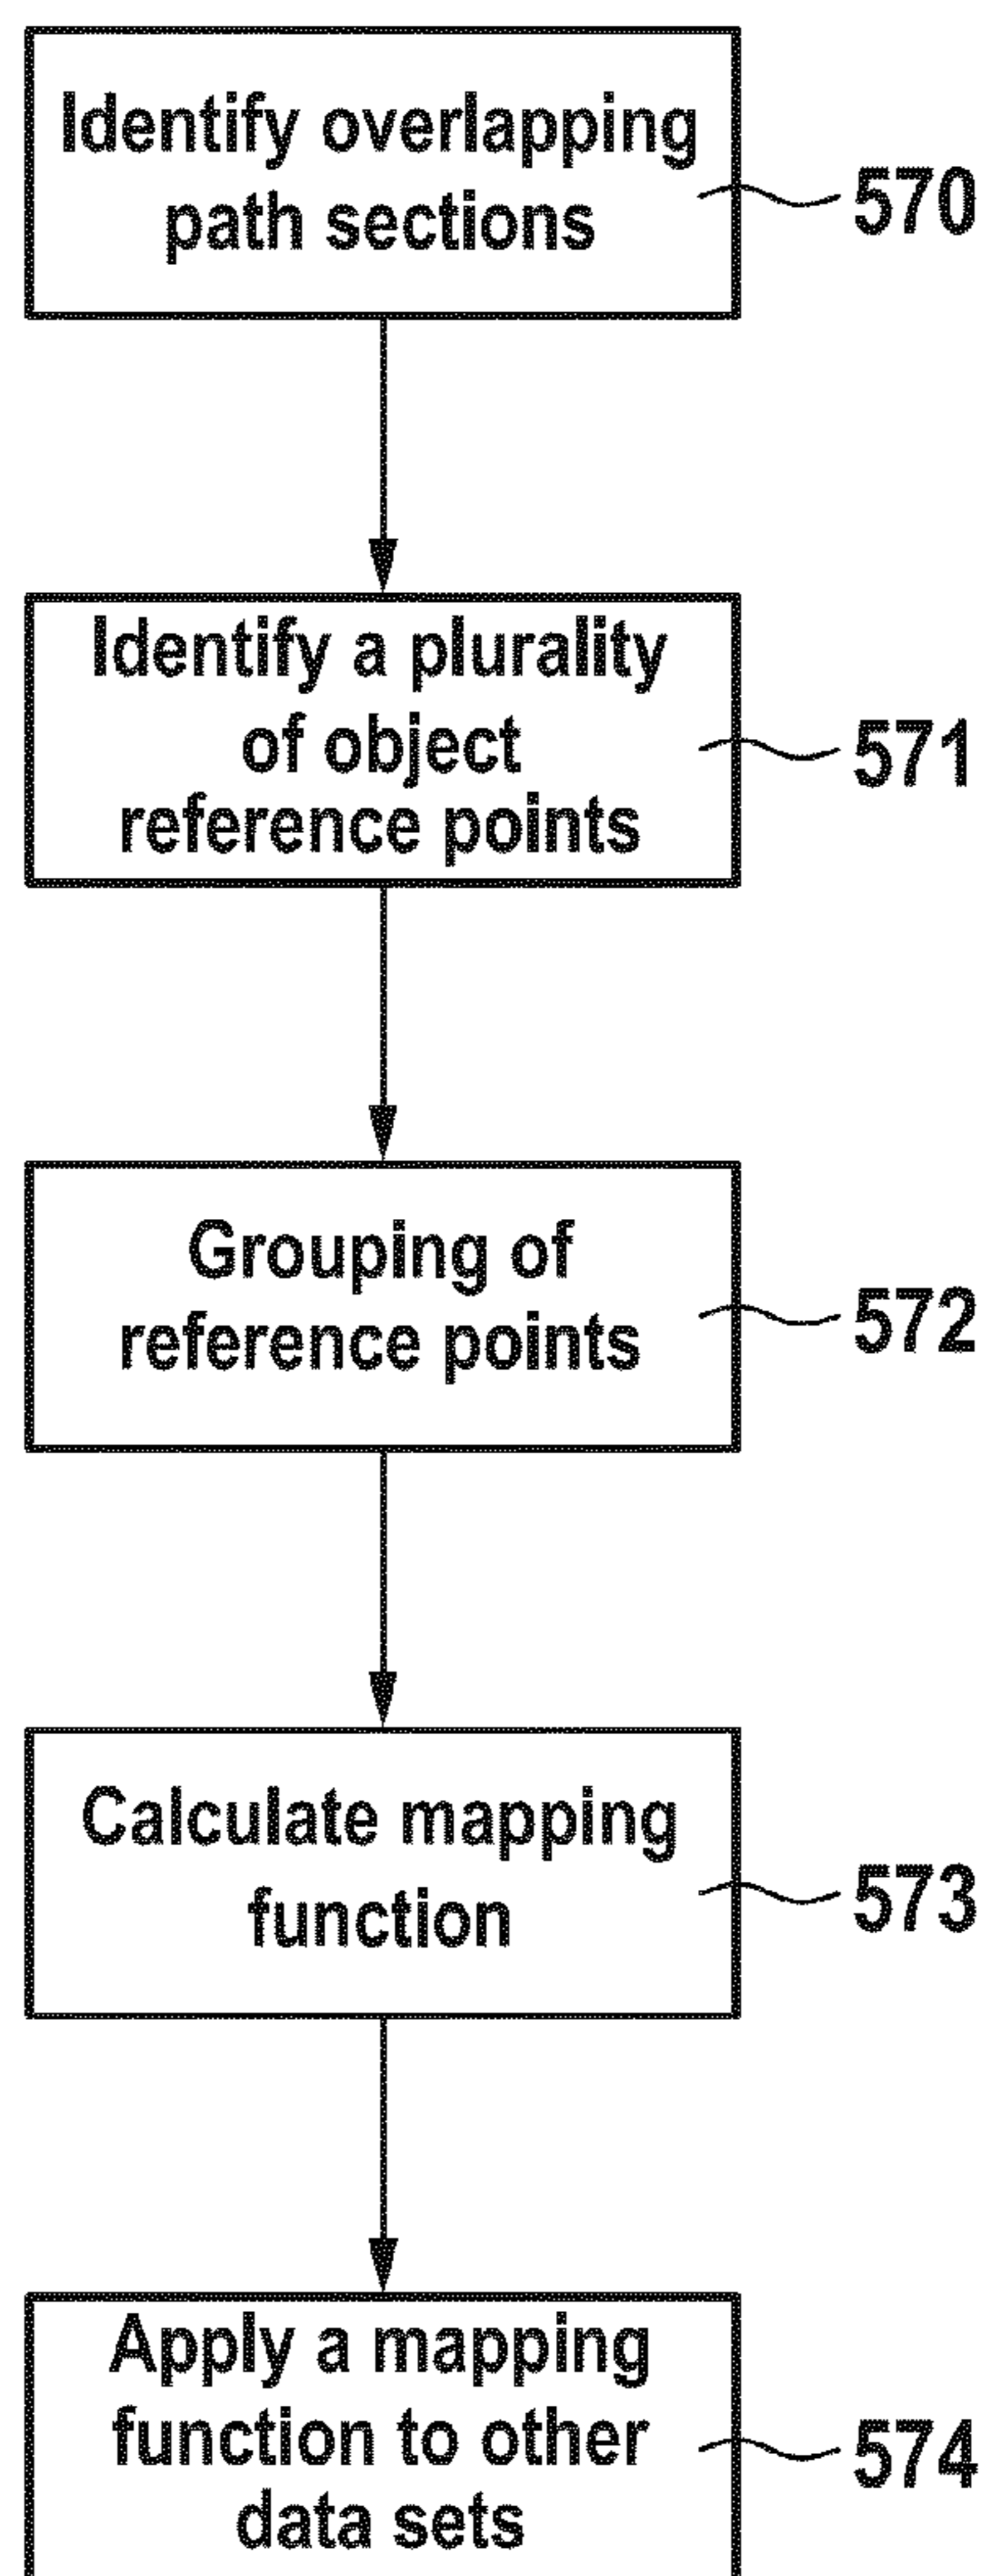 Identify overlapping
path sections
570
Identify a plurality
of object
reference points
571
Grouping of
reference points
572
Calculate mapping
function
573
Apply a mapping
function to other
data sets
574